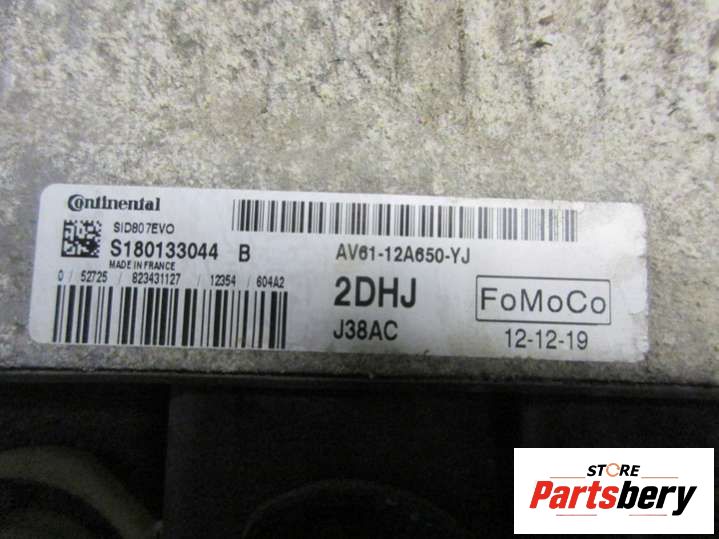 Continental
SID807EVO
S180133044 B
MADE IN FRANCE
0 / 52725 / 823431127 / 12354 / 604A2
AV61-12A650-YJ
2DHJ
FoMoCo
J38AC
12-12-19
STORE
Partsbery